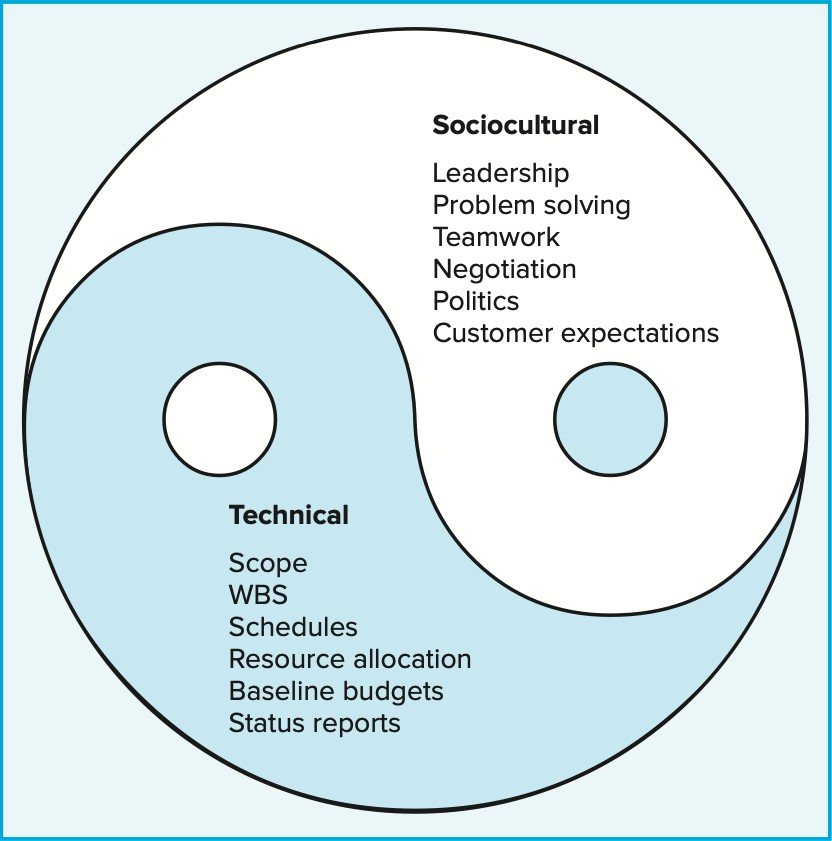 Sociocultural
Leadership
Problem solving
Teamwork
Negotiation
Politics
Customer expectations
Technical
Scope
WBS
Schedules
Resource allocation
Baseline budgets
Status reports